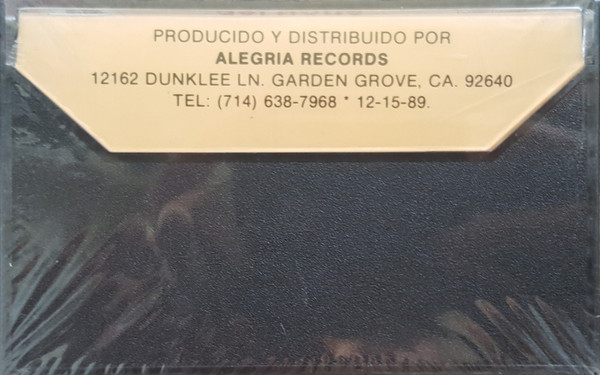 PRODUCIDO Y DISTRIBUIDO POR
ALEGRIA RECORDS
12162 DUNKLEE LN. GARDEN GROVE, CA. 92640
TEL: (714) 638-7968 * 12-15-89.